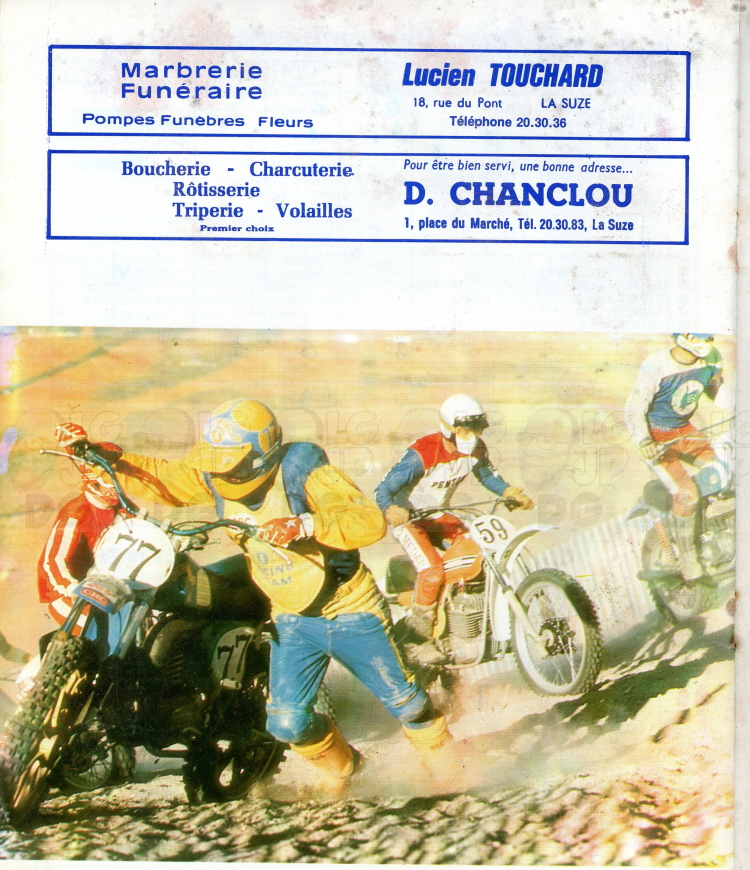 Marbrerie
Funéraire
Pompes Funèbres Fleurs
Lucien TOUCHARD
18, rue du Pont LA SUZE
Téléphone 20.30.36
Boucherie - Charcuterie
Rôtisserie
Triperie - Volailles
Premier choix
Pour être bien servi, une bonne adresse...
D. CHANCLOU
1, place du Marché, Tél. 20.30.83, La Suze
77
59
77